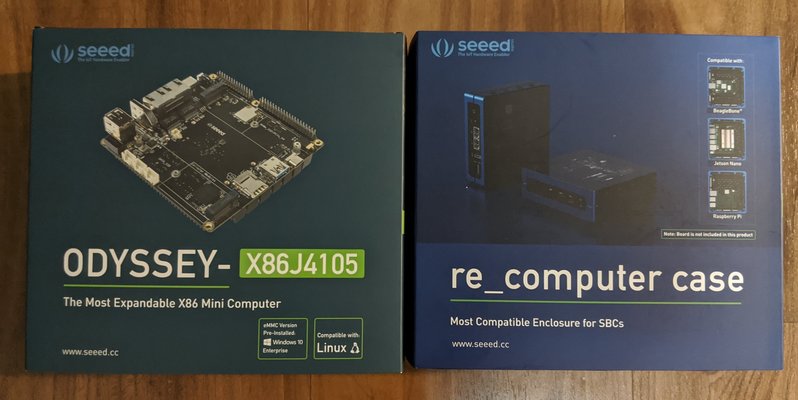 seeed
The IoT Hardware Enabler
ODYSSEY- X86J4105
The Most Expandable X86 Mini Computer
eMMC Version
Pre-Installed:
Windows 10
Enterprise
Compatible with:
Linux
www.seeed.cc
seeed
The IoT Hardware Enabler
Compatible with:
BeagleBone®
Jetson Nano
Raspberry Pi
Note: Board is not included in this product
re_computer case
Most Compatible Enclosure for SBCs
www.seeed.cc